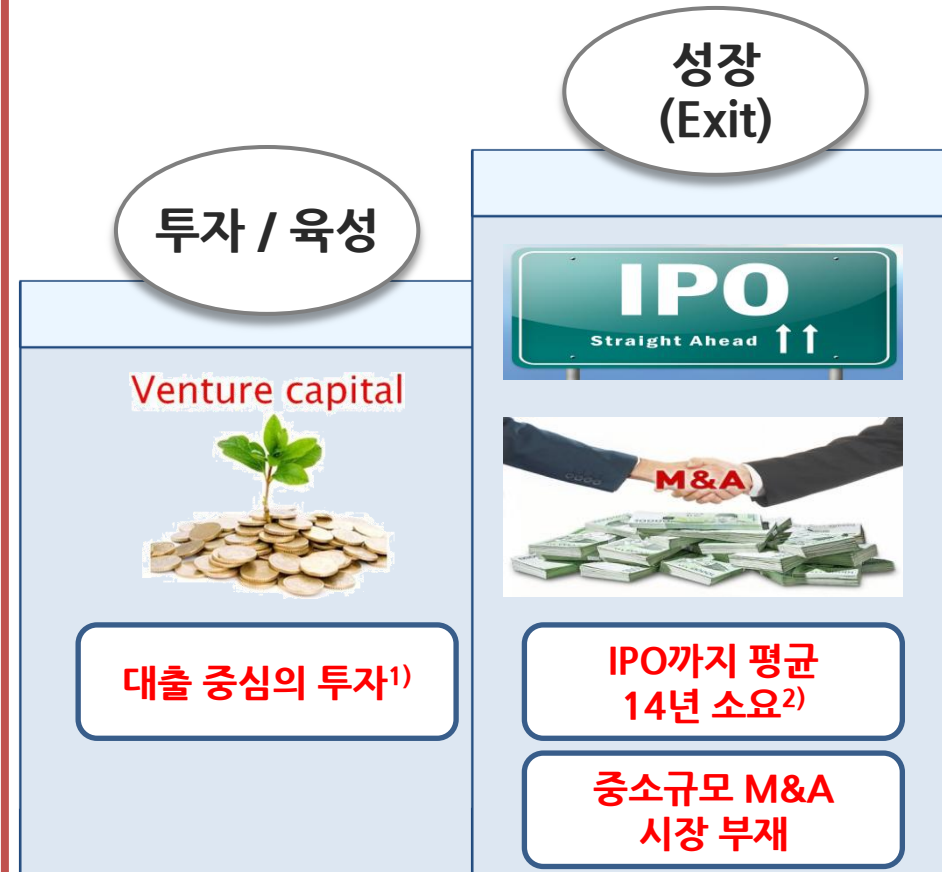 성장
(Exit)
투자 / 육성
IPO
Straight Ahead ↑↑
Venture capital
M&A
대출 중심의 투자1)
IPO까지 평균
14년 소요2)
중소규모 M&A
시장 부재